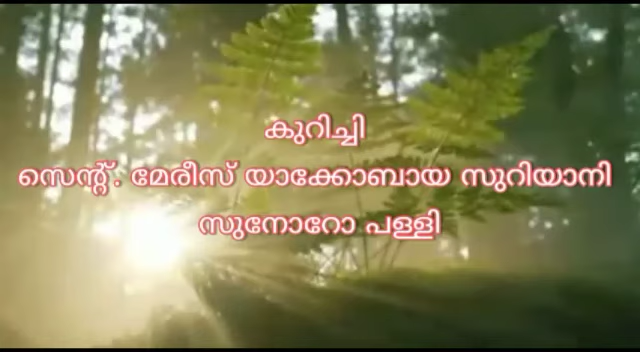 കുറിച്ചി
സെന്റ്. മേരീസ് യാക്കോബായ സുറിയാനി
സുനോറോ പള്ളി